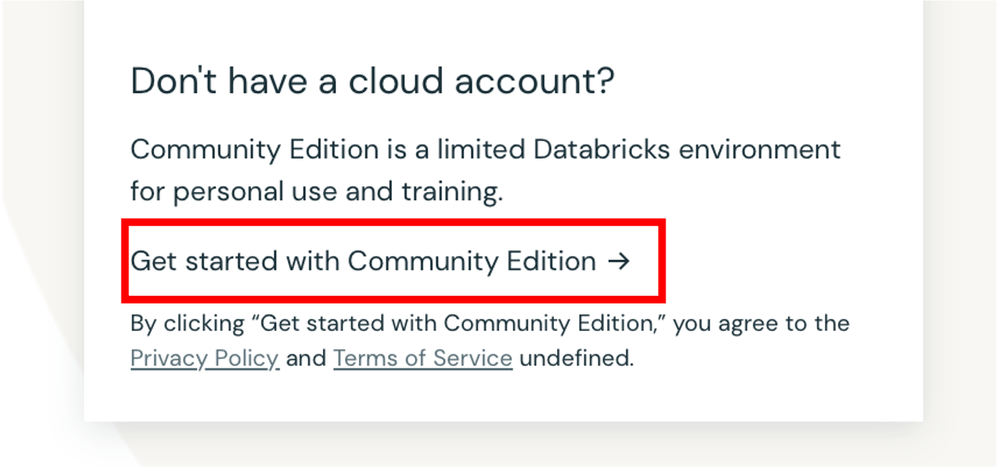 Don't have a cloud account?
Community Edition is a limited Databricks environment
for personal use and training.
Get started with Community Edition →
By clicking “Get started with Community Edition,” you agree to the
Privacy Policy and Terms of Service undefined.